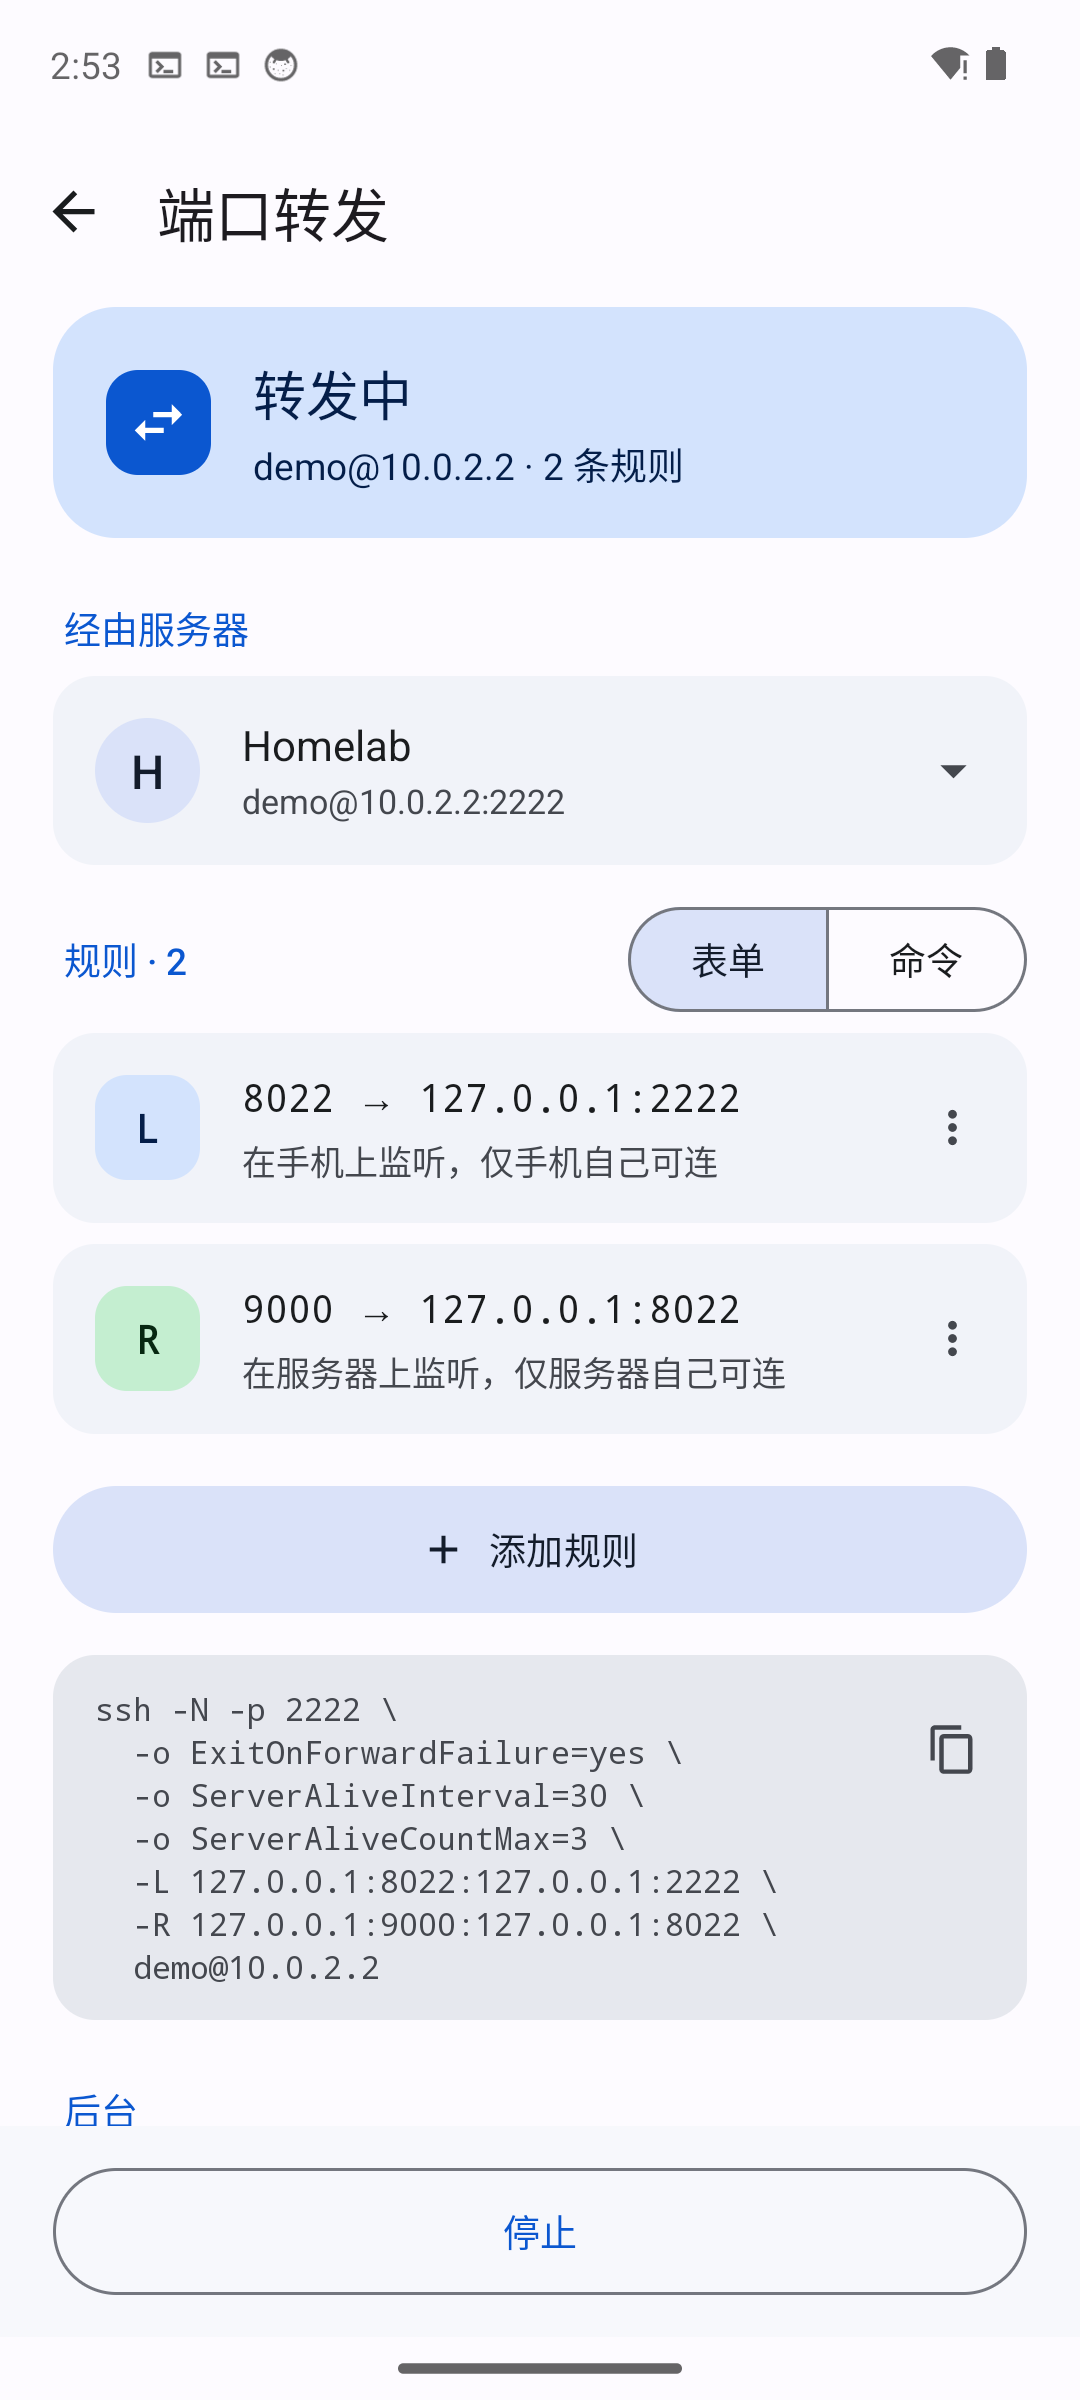 2:53
端口转发
转发中
demo@10.0.2.2 · 2 条规则
经由服务器
H
Homelab
demo@10.0.2.2:2222
规则 · 2
表单
命令
L
8022 → 127.0.0.1:2222
在手机上监听，仅手机自己可连
R
9000 → 127.0.0.1:8022
在服务器上监听，仅服务器自己可连
+ 添加规则
ssh -N -p 2222 \
  -o ExitOnForwardFailure=yes \
  -o ServerAliveInterval=30 \
  -o ServerAliveCountMax=3 \
  -L 127.0.0.1:8022:127.0.0.1:2222 \
  -R 127.0.0.1:9000:127.0.0.1:8022 \
  demo@10.0.2.2
后台
停止